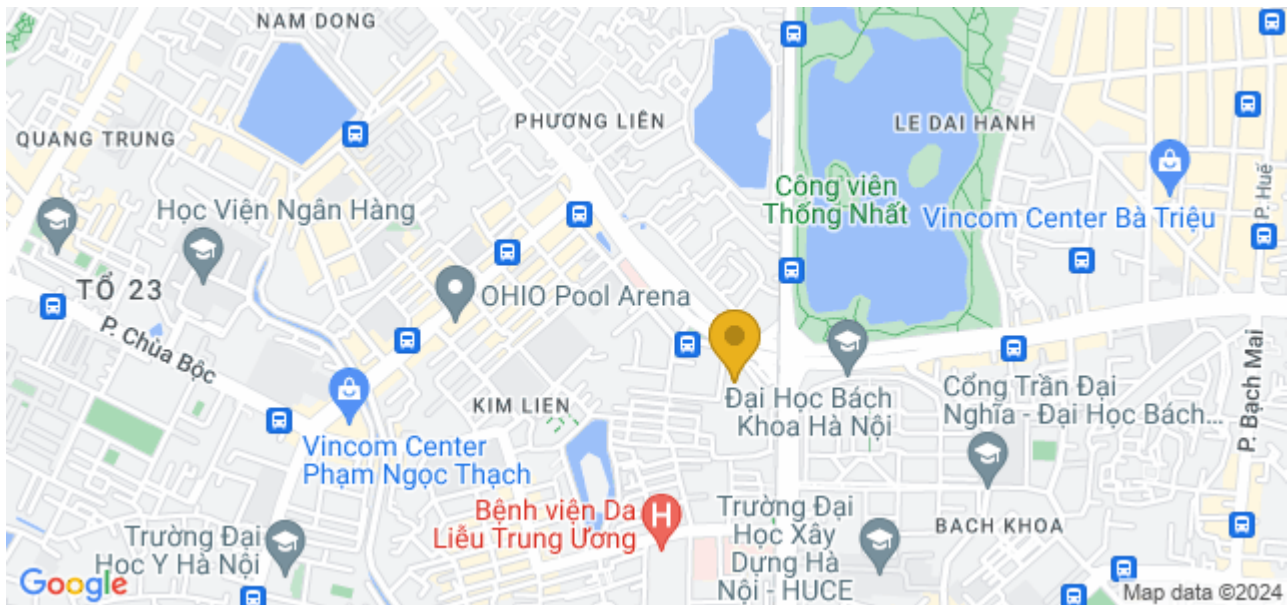 NAM DONG
PHƯƠNG LIÊN
LE DAI HANH
QUANG TRUNG
Công viên
Thống Nhất
Vincom Center Bà Triệu
P. Huế
Học Viện Ngân Hàng
TỔ 23
OHIO Pool Arena
P. Chùa Bộc
Đại Học Bách
Khoa Hà Nội
Cổng Trần Đại
Nghĩa - Đại Học Bách...
P. Bạch Mai
KIM LIEN
Vincom Center
Phạm Ngọc Thạch
Bệnh viện Da
Liễu Trung Ương
H
Trường Đại
Học Xây
Dựng Hà
Nội - HUCE
BACH KHOA
Trường Đại
Học Y Hà Nội
Google
Map data ©2024